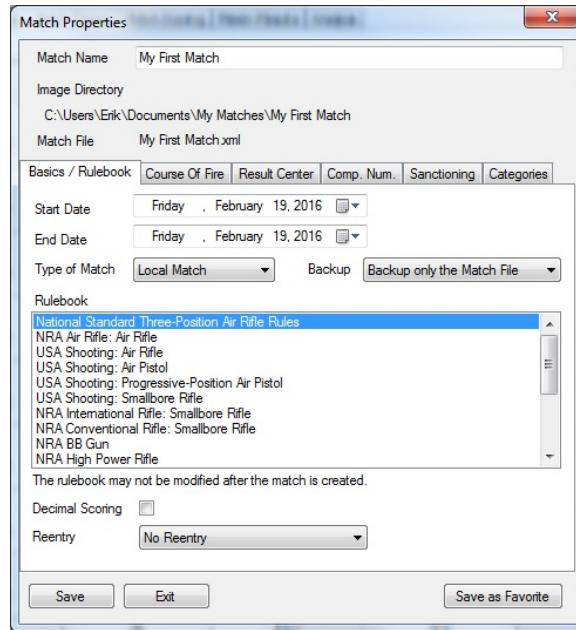 Match Properties
Match Name My First Match
Image Directory
C:\Users\Erik\Documents\My Matches\My First Match
Match File My First Match.xml
Basics / Rulebook Course Of Fire Result Center Comp. Num. Sanctioning Categories
Start Date Friday , February 19, 2016
End Date Friday , February 19, 2016
Type of Match Local Match Backup Backup only the Match File
Rulebook
National Standard Three-Position Air Rifle Rules
NRA Air Rifle: Air Rifle
USA Shooting: Air Rifle
USA Shooting: Air Pistol
USA Shooting: Progressive-Position Air Pistol
USA Shooting: Smallbore Rifle
NRA International Rifle: Smallbore Rifle
NRA Conventional Rifle: Smallbore Rifle
NRA BB Gun
NRA High Power Rifle
The rulebook may not be modified after the match is created.
Decimal Scoring
Reentry No Reentry
Save Exit Save as Favorite